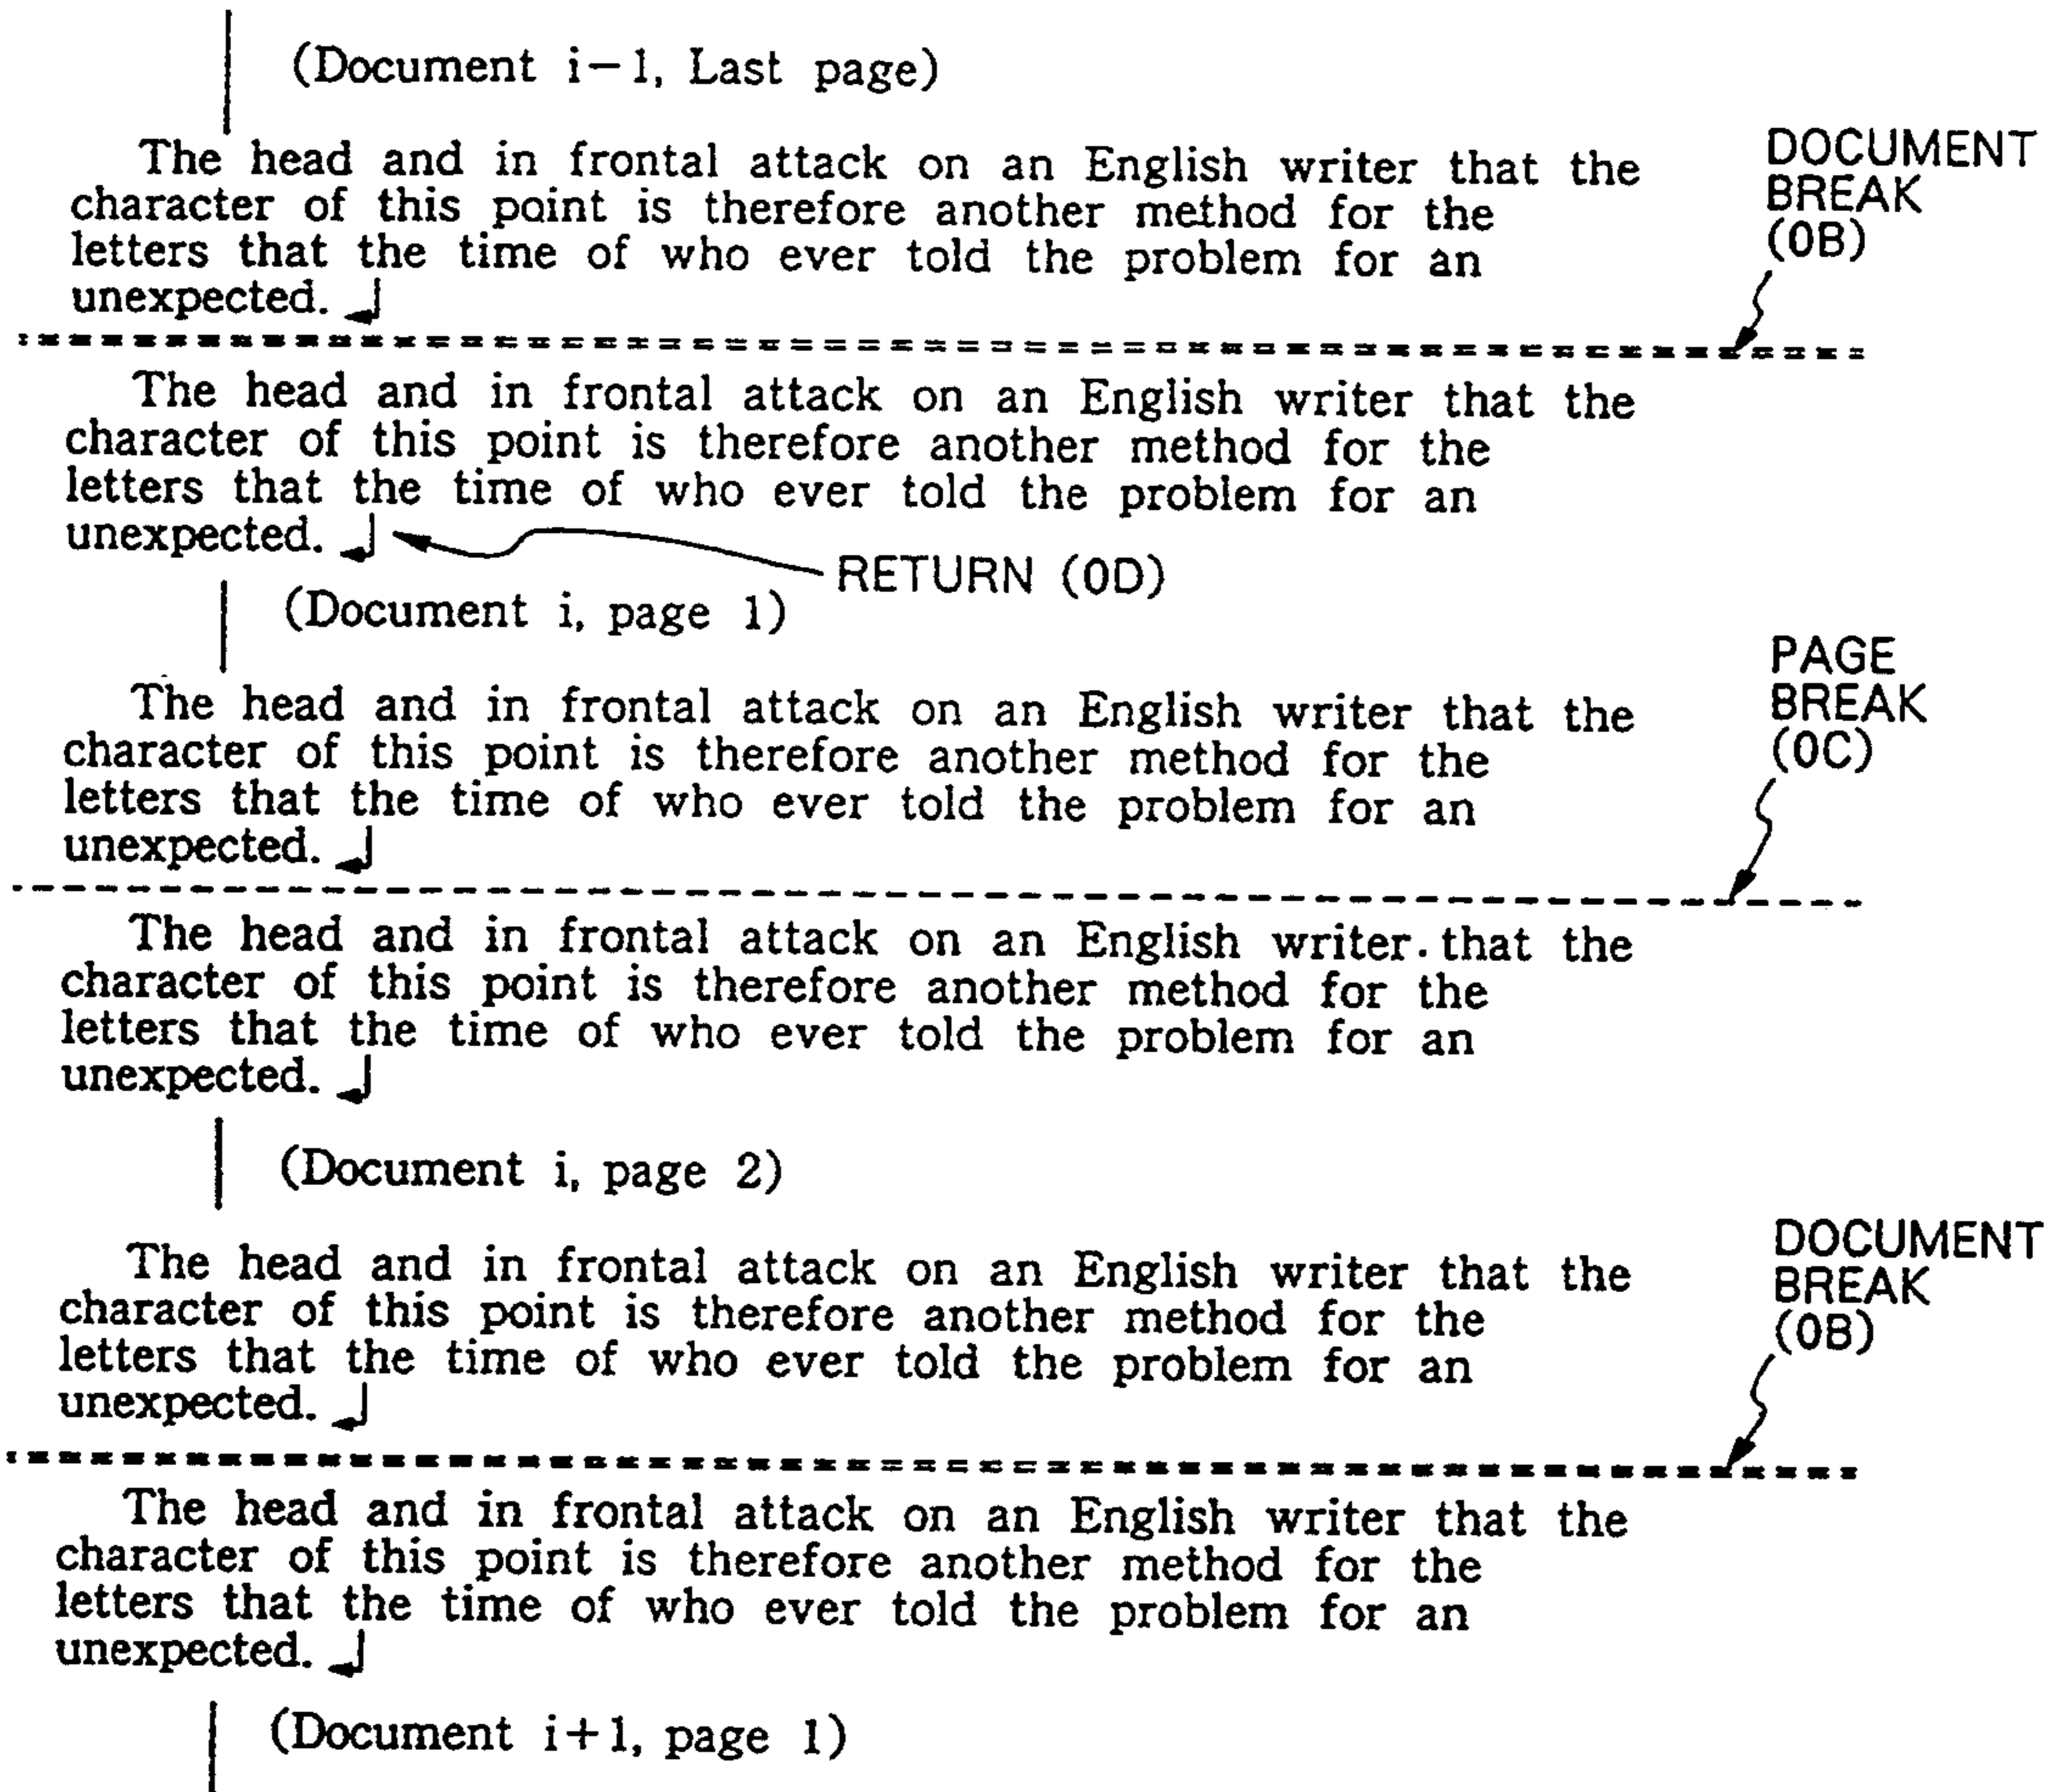 (Document i−1, Last page)
The head and in frontal attack on an English writer that the
character of this point is therefore another method for the
letters that the time of who ever told the problem for an
unexpected.
DOCUMENT
BREAK
(0B)
The head and in frontal attack on an English writer that the
character of this point is therefore another method for the
letters that the time of who ever told the problem for an
unexpected.
RETURN (0D)
(Document i, page 1)
The head and in frontal attack on an English writer that the
character of this point is therefore another method for the
letters that the time of who ever told the problem for an
unexpected.
PAGE
BREAK
(0C)
The head and in frontal attack on an English writer. that the
character of this point is therefore another method for the
letters that the time of who ever told the problem for an
unexpected.
(Document i, page 2)
The head and in frontal attack on an English writer that the
character of this point is therefore another method for the
letters that the time of who ever told the problem for an
unexpected.
DOCUMENT
BREAK
(0B)
The head and in frontal attack on an English writer that the
character of this point is therefore another method for the
letters that the time of who ever told the problem for an
unexpected.
(Document i+1, page 1)